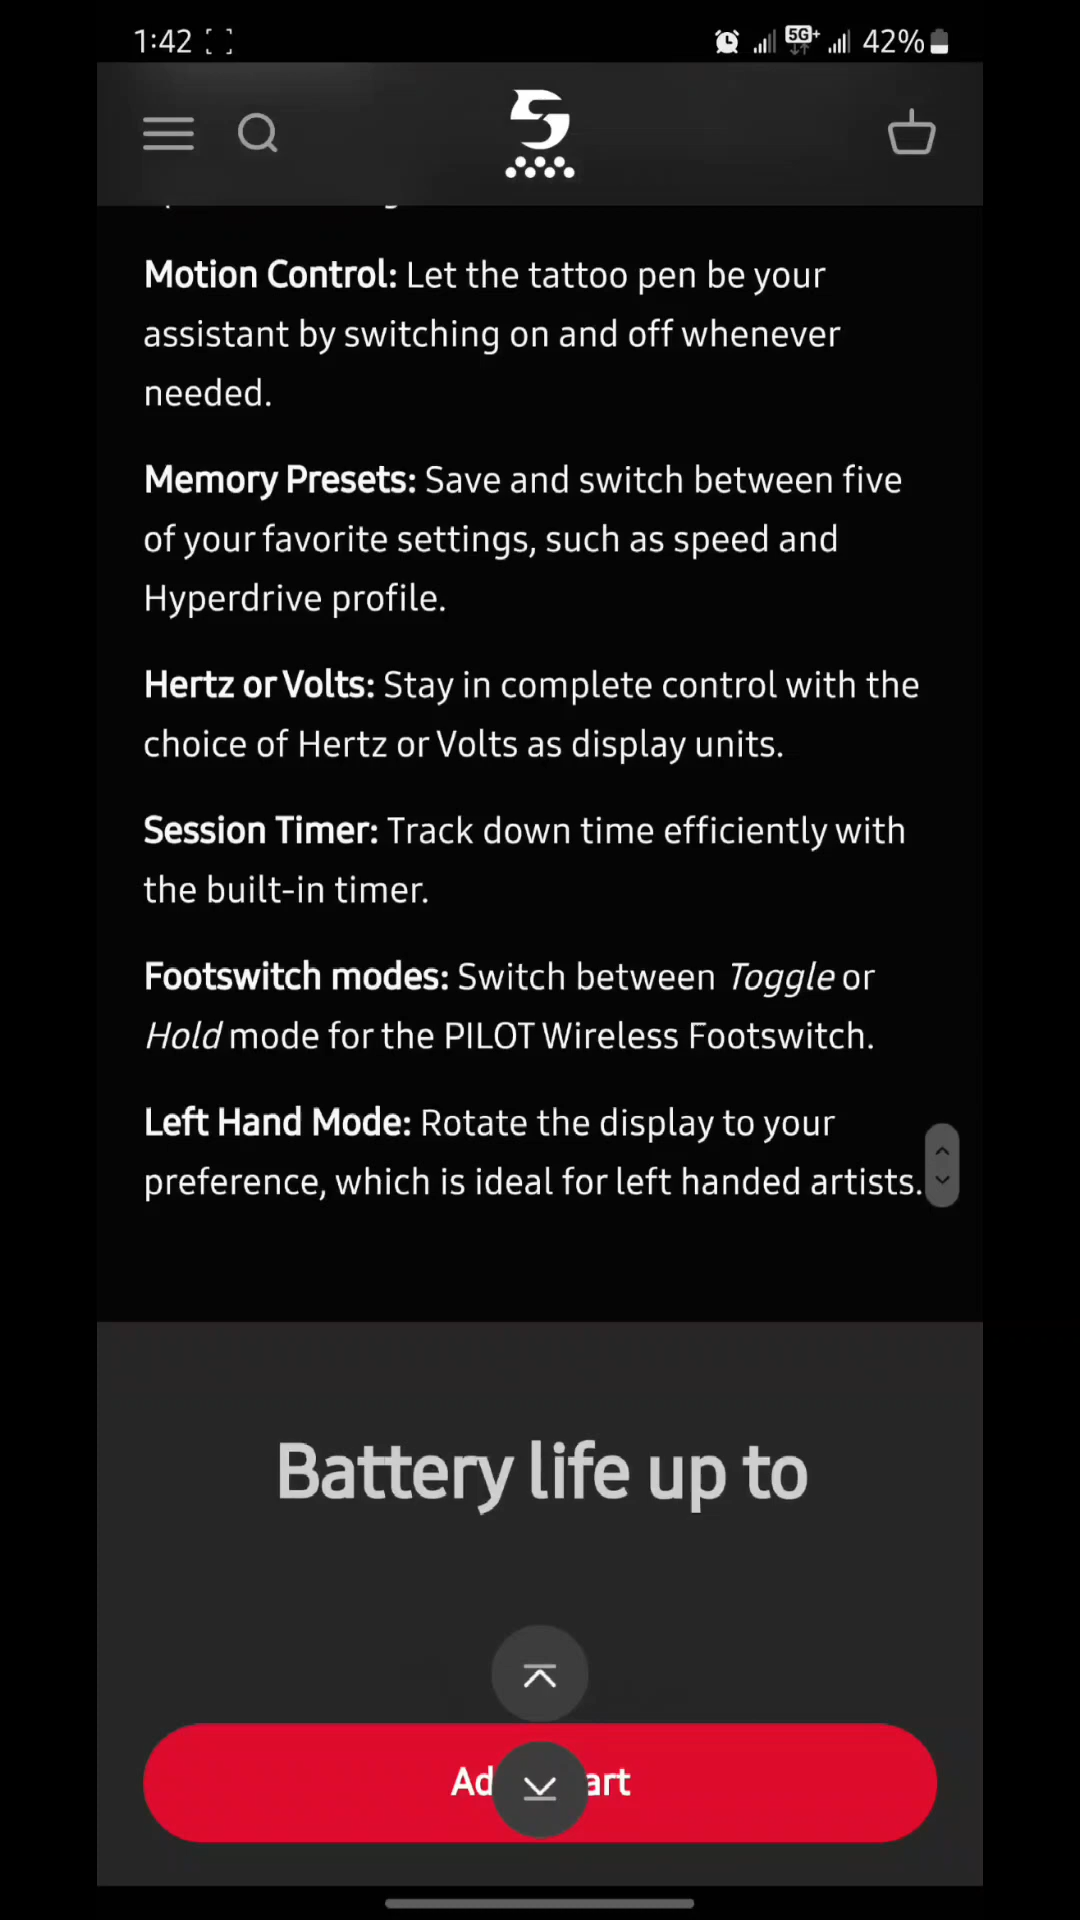 1:42
5G+
42%
Motion Control: Let the tattoo pen be your
assistant by switching on and off whenever
needed.
Memory Presets: Save and switch between five
of your favorite settings, such as speed and
Hyperdrive profile.
Hertz or Volts: Stay in complete control with the
choice of Hertz or Volts as display units.
Session Timer: Track down time efficiently with
the built-in timer.
Footswitch modes: Switch between Toggle or
Hold mode for the PILOT Wireless Footswitch.
Left Hand Mode: Rotate the display to your
preference, which is ideal for left handed artists.
Battery life up to
Ad art